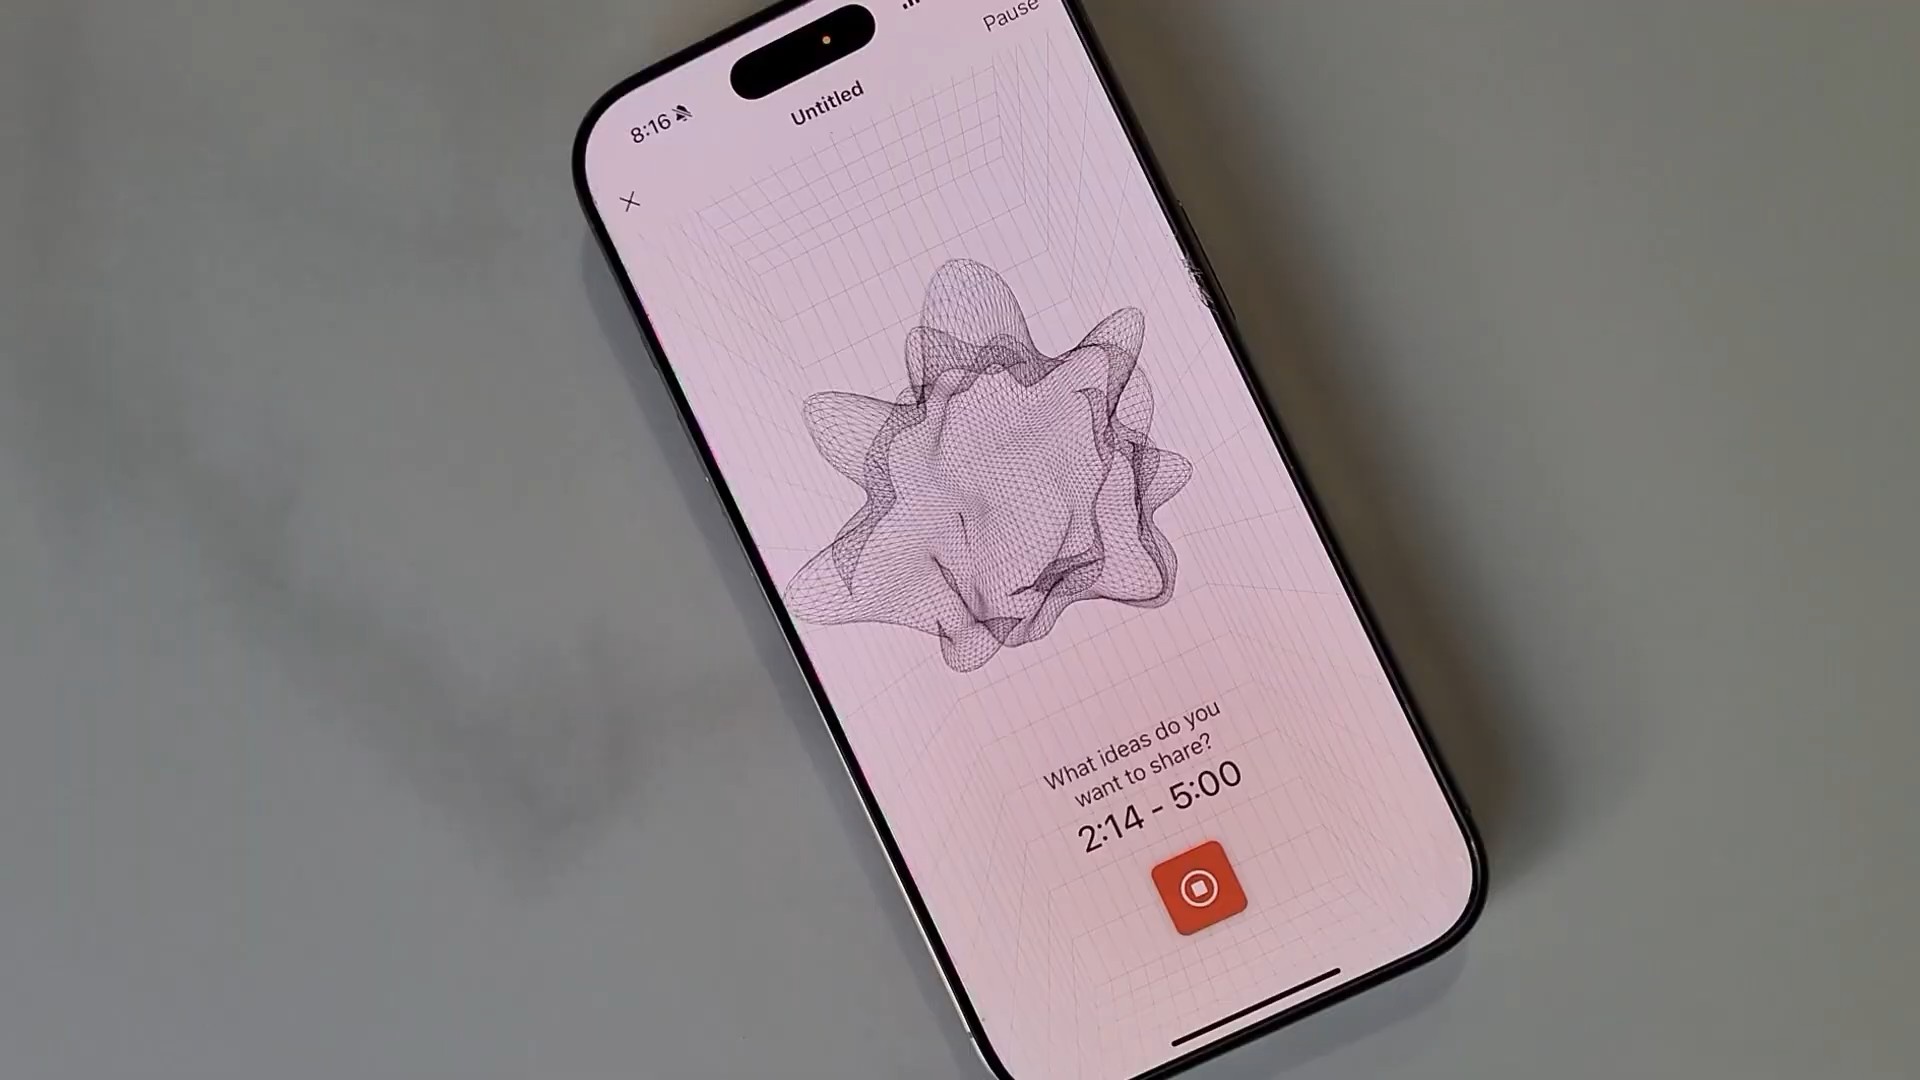 Pause
8:16
Untitled
What ideas do you
want to share?
2:14 - 5:00